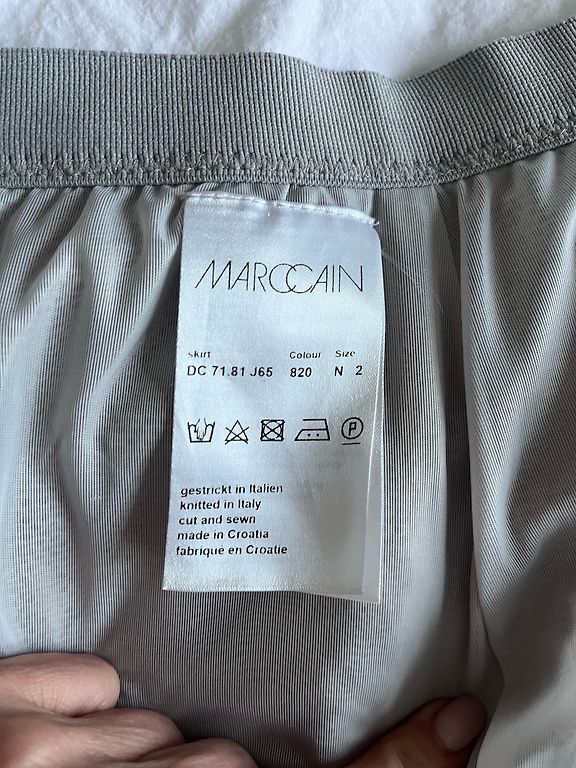 MARCCAIN
skirt Colour Size
DC 71.81 J65 820 N 2
P
gestrickt in Italien
knitted in Italy
cut and sewn
made in Croatia
fabriqué en Croatie